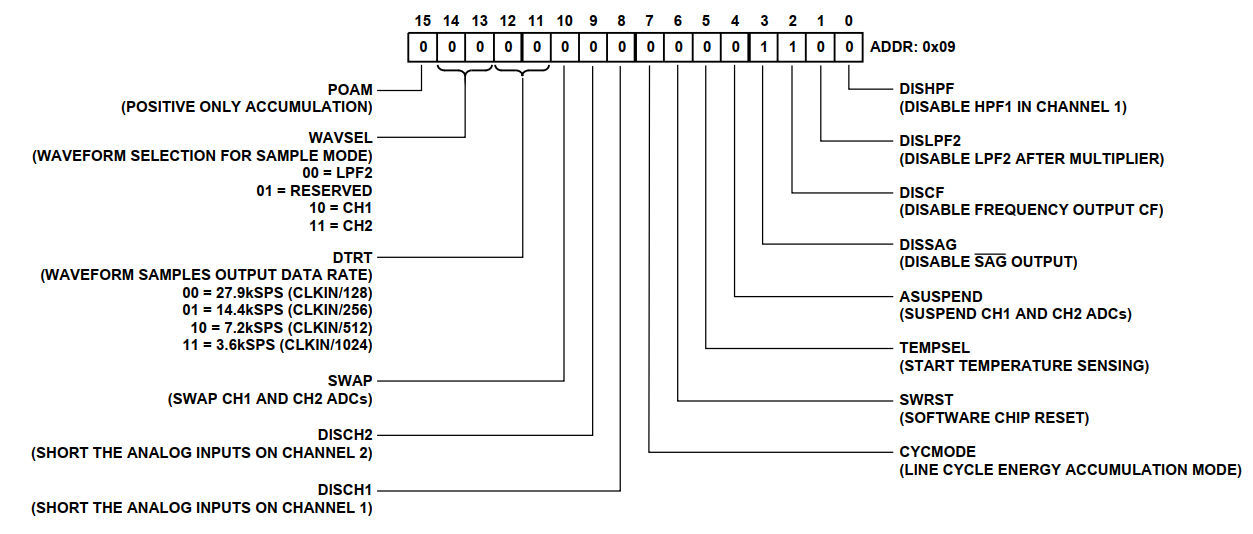 15 14 13 12 11 10 9 8 7 6 5 4 3 2 1 0
0 0 0 0 0 0 0 0 0 0 0 0 1 1 0 0 ADDR: 0x09
POAM
(POSITIVE ONLY ACCUMULATION)
WAVSEL
(WAVEFORM SELECTION FOR SAMPLE MODE)
00 = LPF2
01 = RESERVED
10 = CH1
11 = CH2
DTRT
(WAVEFORM SAMPLES OUTPUT DATA RATE)
00 = 27.9kSPS (CLKIN/128)
01 = 14.4kSPS (CLKIN/256)
10 = 7.2kSPS (CLKIN/512)
11 = 3.6kSPS (CLKIN/1024)
SWAP
(SWAP CH1 AND CH2 ADCs)
DISCH2
(SHORT THE ANALOG INPUTS ON CHANNEL 2)
DISCH1
(SHORT THE ANALOG INPUTS ON CHANNEL 1)
DISHPF
(DISABLE HPF1 IN CHANNEL 1)
DISLPF2
(DISABLE LPF2 AFTER MULTIPLIER)
DISCF
(DISABLE FREQUENCY OUTPUT CF)
DISSAG
(DISABLE SAG OUTPUT)
ASUSPEND
(SUSPEND CH1 AND CH2 ADCs)
TEMPSEL
(START TEMPERATURE SENSING)
SWRST
(SOFTWARE CHIP RESET)
CYCMODE
(LINE CYCLE ENERGY ACCUMULATION MODE)